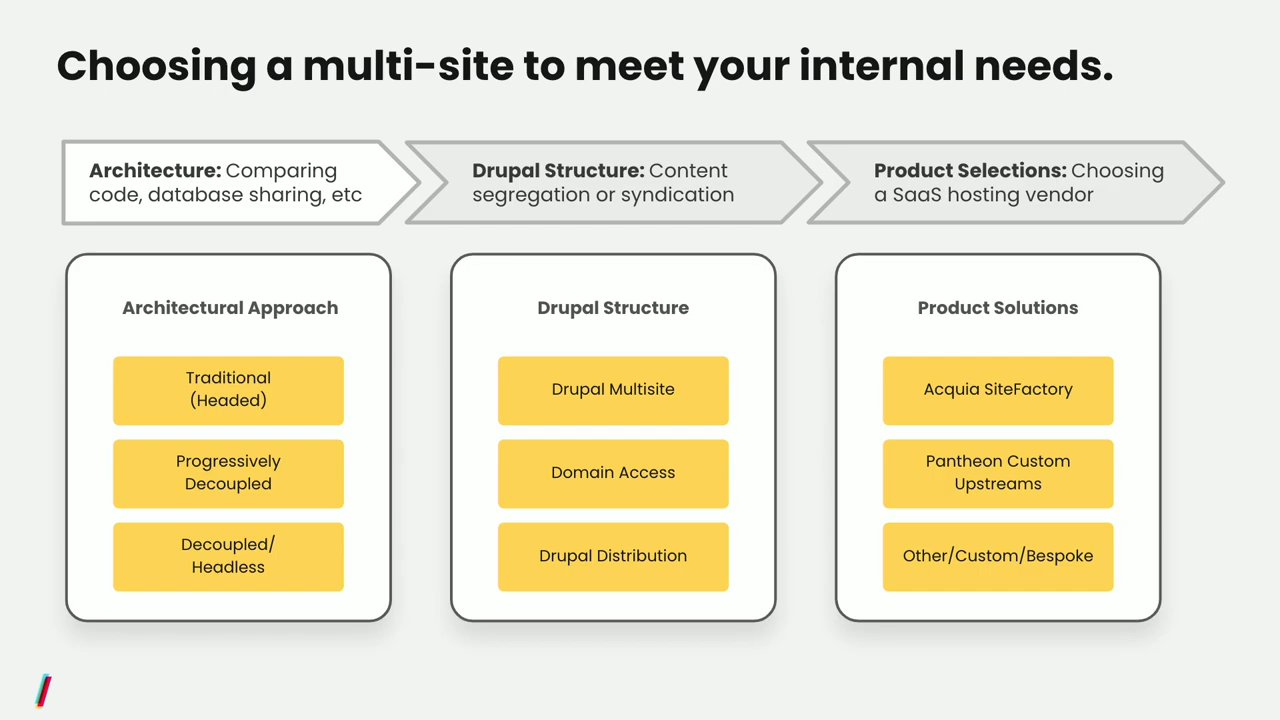 Choosing a multi-site to meet your internal needs.
Architecture: Comparing
code, database sharing, etc
Drupal Structure: Content
segregation or syndication
Product Selections: Choosing
a SaaS hosting vendor
Architectural Approach
Traditional
(Headed)
Progressively
Decoupled
Decoupled/
Headless
Drupal Structure
Drupal Multisite
Domain Access
Drupal Distribution
Product Solutions
Acquia SiteFactory
Pantheon Custom
Upstreams
Other/Custom/Bespoke